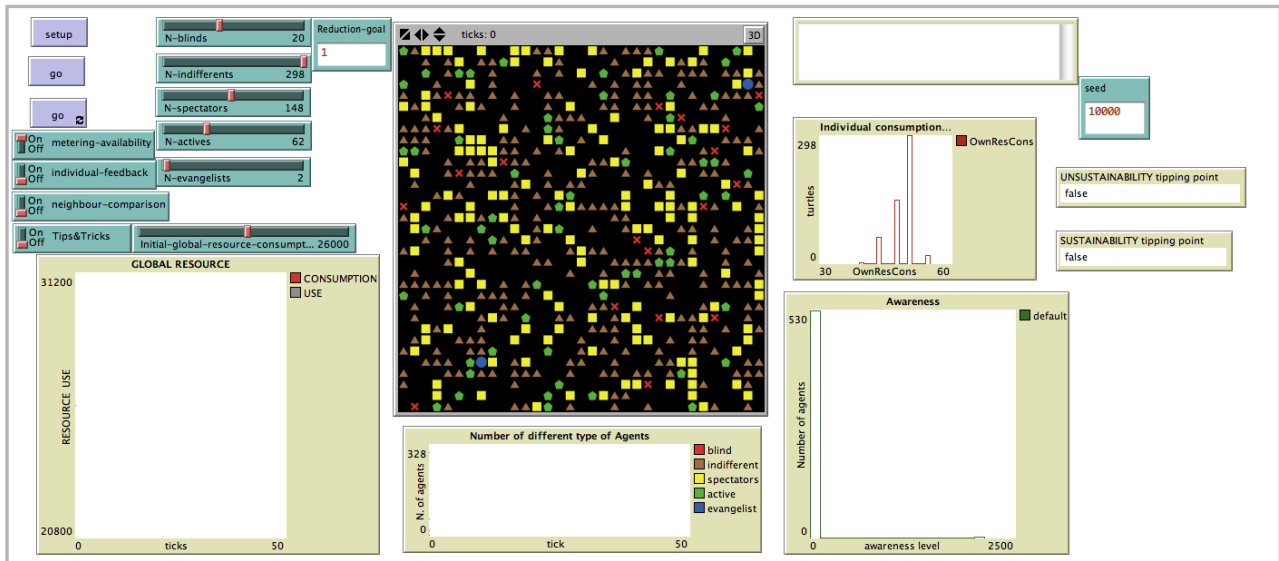 setup
go
go
N-blinds 20
N-indifferents 298
N-spectators 148
N-actives 62
N-evangelists 2
Reduction-goal
1
On
Off metering-availability
On
Off individual-feedback
On
Off neighbour-comparison
On
Off Tips&Tricks
Initial-global-resource-consumpt... 26000
GLOBAL RESOURCE
31200
RESOURCE USE
20800
0 ticks 50
CONSUMPTION
USE
ticks: 0
3D
Number of different type of Agents
328
N. of agents
0
0 tick 50
blind
indifferent
spectators
active
evangelist
seed
10000
Individual consumption...
298
turtles
0
30 OwnResCons 60
OwnResCons
UNSUSTAINABILITY tipping point
false
SUSTAINABILITY tipping point
false
Awareness
530
Number of agents
0
0 awareness level 2500
default